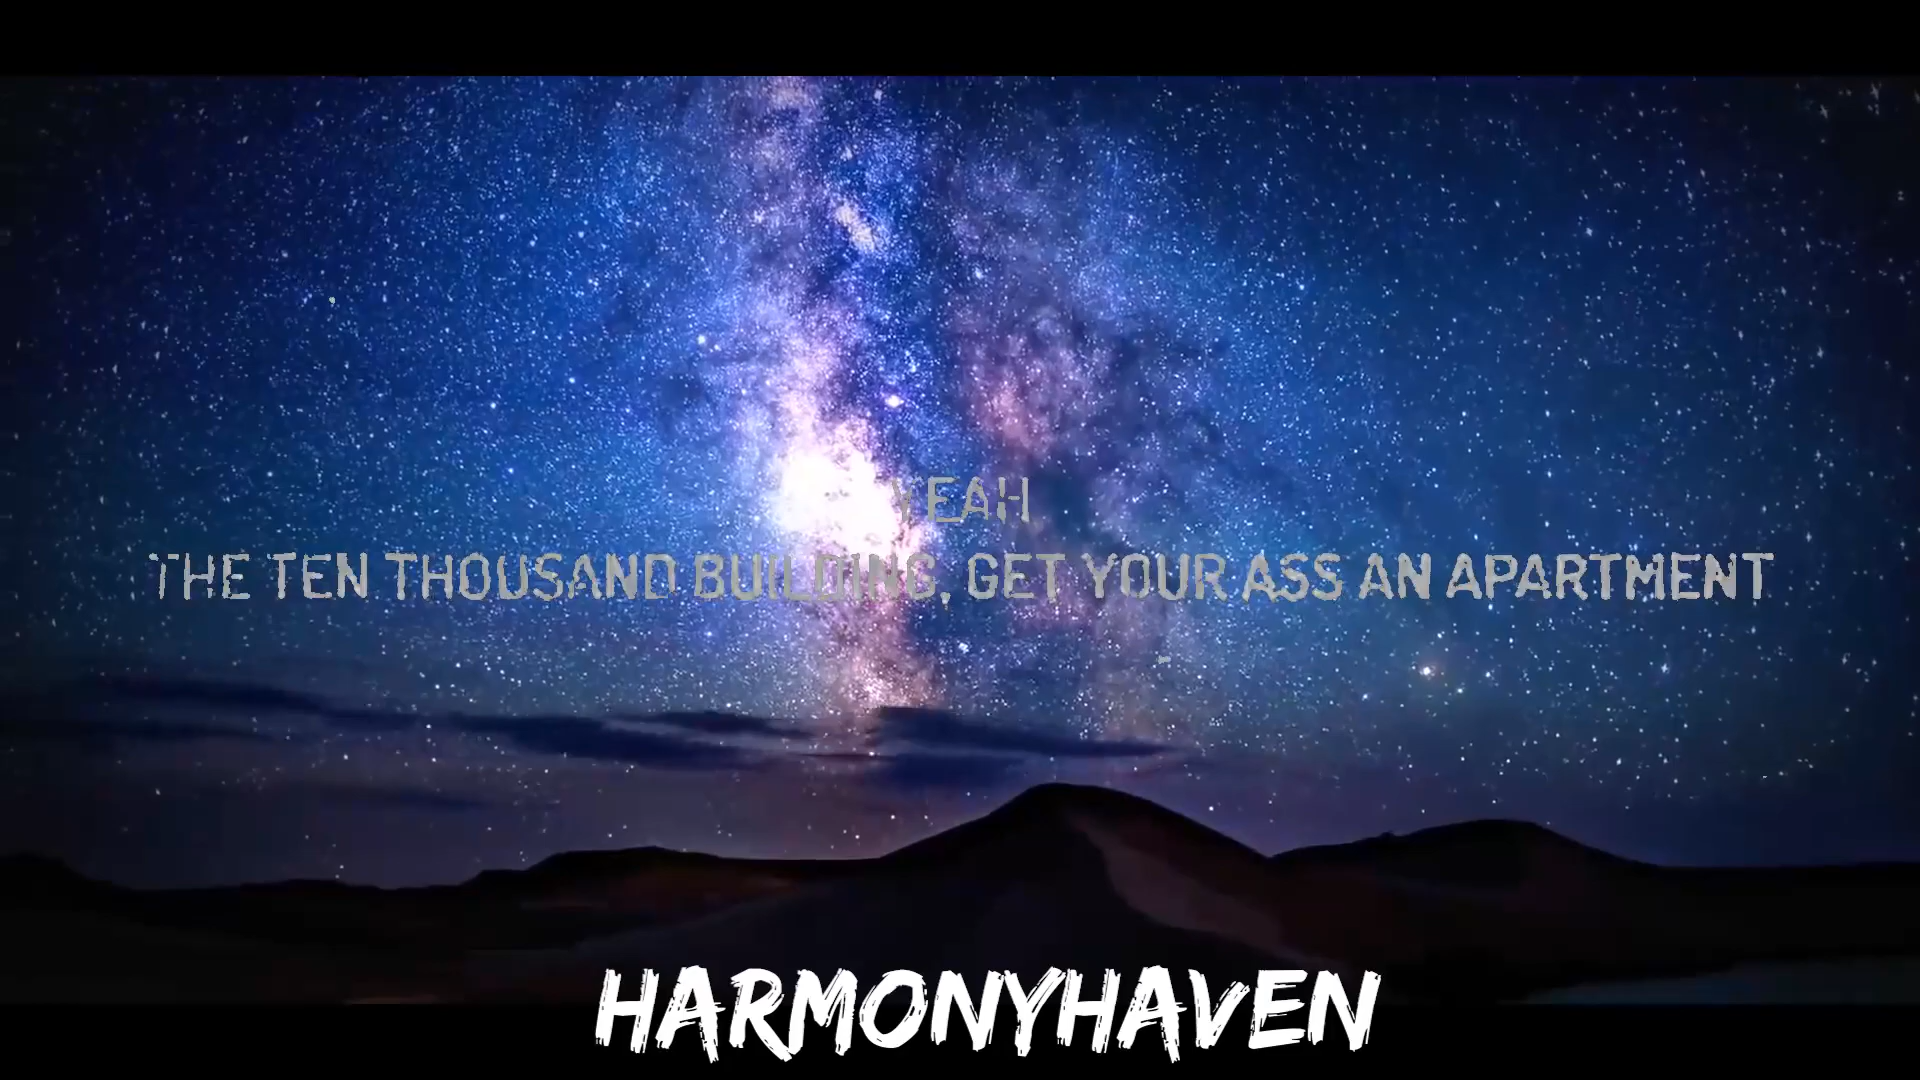 YEAH
THE TEN THOUSAND BUILDING, GET YOUR ASS AN APARTMENT
HARMONYHAVEN